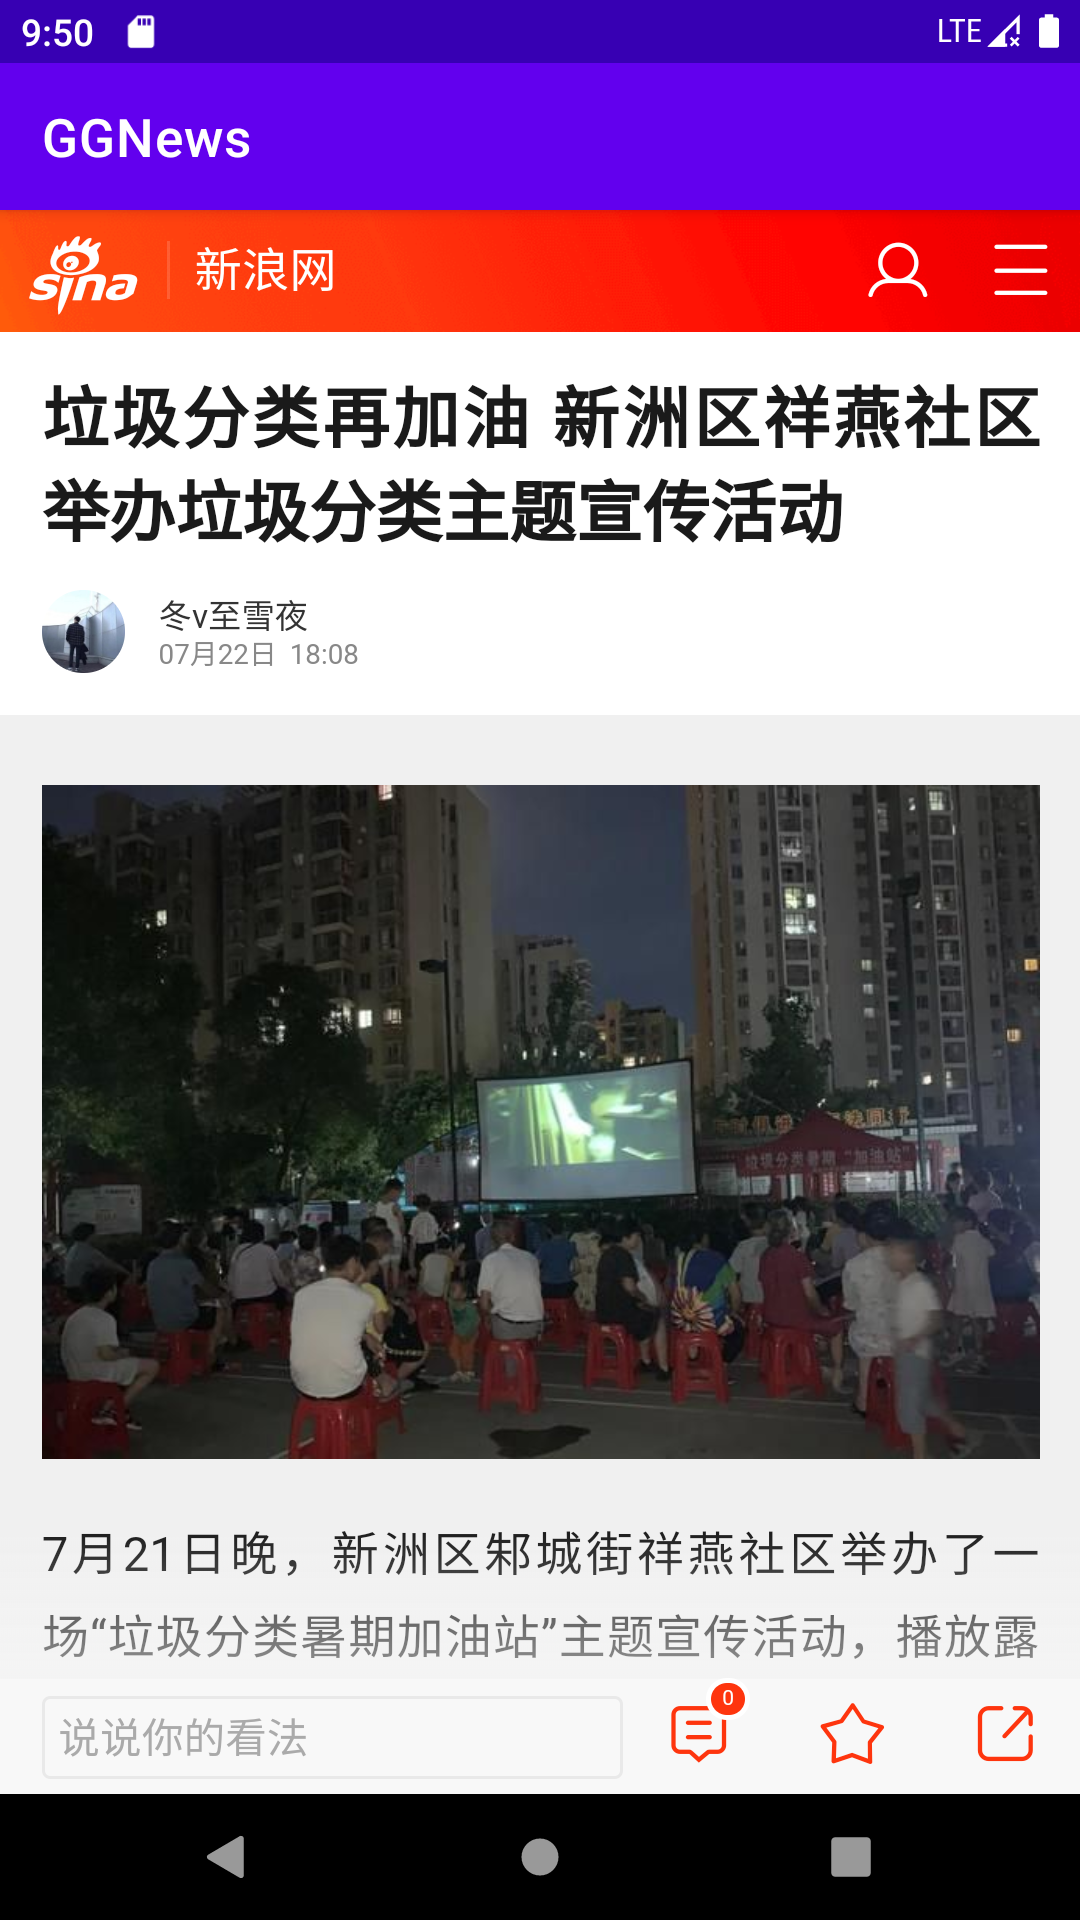 9:50 LTE
GGNews
sina 新浪网
垃圾分类再加油 新洲区祥燕社区
举办垃圾分类主题宣传活动
冬v至雪夜
07月22日 18:08
垃圾分类暑期“加油站”
7月21日晚，新洲区邾城街祥燕社区举办了一
场“垃圾分类暑期加油站”主题宣传活动，播放露
0
说说你的看法